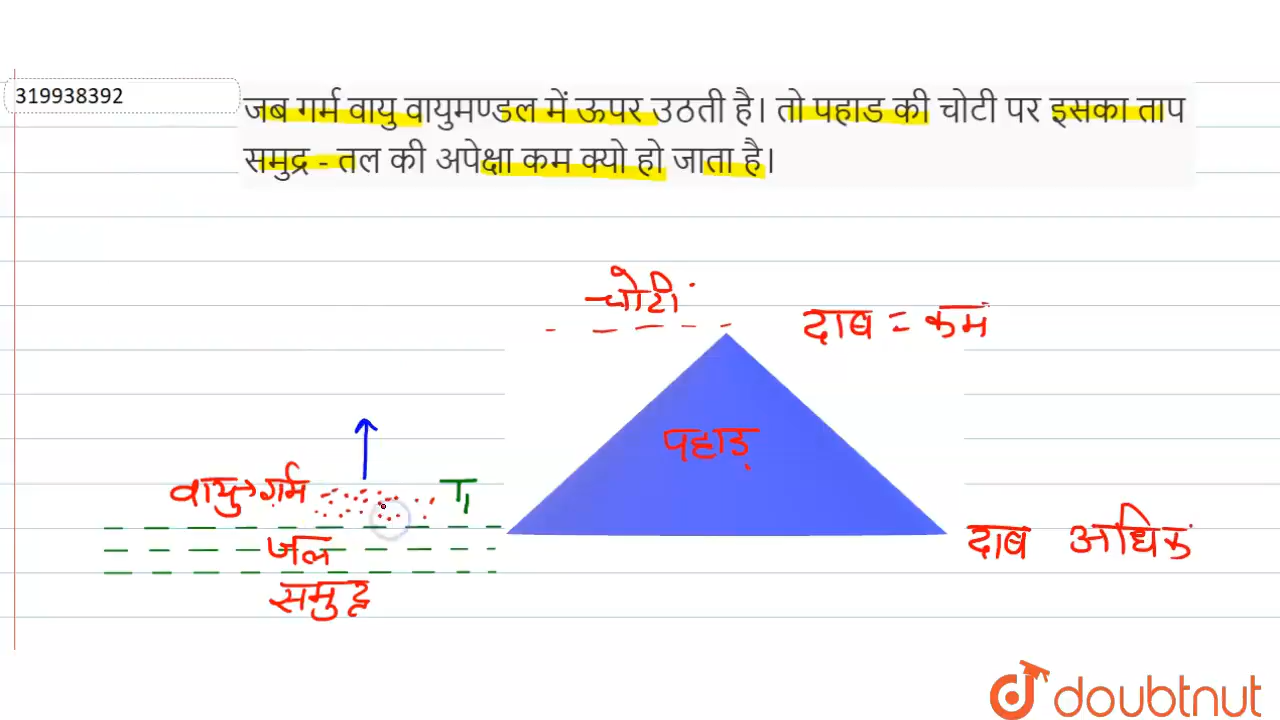 319938392
जब गर्म वायु वायुमण्डल में ऊपर उठती है। तो पहाड की चोटी पर इसका ताप
समुद्र - तल की अपेक्षा कम क्यो हो जाता है।
चोटी
दाब = कम
पहाड़
वायु→गर्म T₁
जल
दाब अधिक
समुद्र
doubtnut